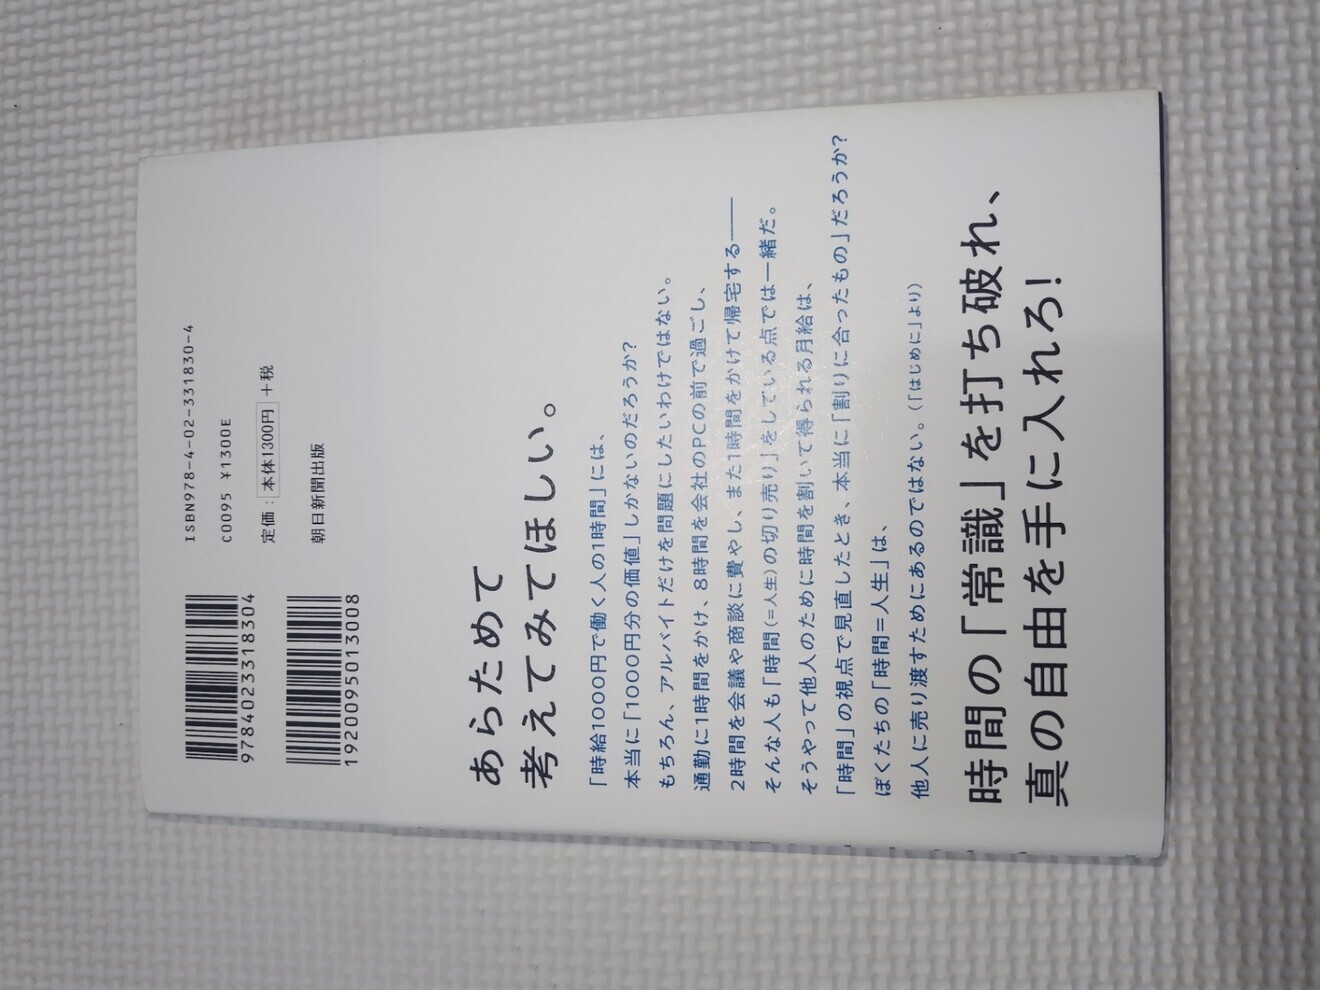 あらためて
考えてみてほしい。
「時給1000円で働く人の1時間」には、
本当に「1000円分の価値」しかないのだろうか?
もちろん、アルバイトだけを問題にしたいわけではない。
通勤に1時間をかけ、8時間を会社のPCの前で過ごし、
2時間を会議や商談に費やし、また1時間をかけて帰宅する――
そんな人も「時間(=人生)の切り売り」をしている点では一緒だ。
そうやって他人のために時間を割いて得られる月給は、
「時間」の視点で見直したとき、本当に「割りに合ったもの」だろうか?
ぼくたちの「時間=人生」は、
他人に売り渡すためにあるのではない。(「はじめに」より)
時間の「常識」を打ち破れ、
真の自由を手に入れろ!
9784023318304
1920095013008
ISBN978-4-02-331830-4
C0095 ¥1300E
定価:本体1300円+税
朝日新聞出版